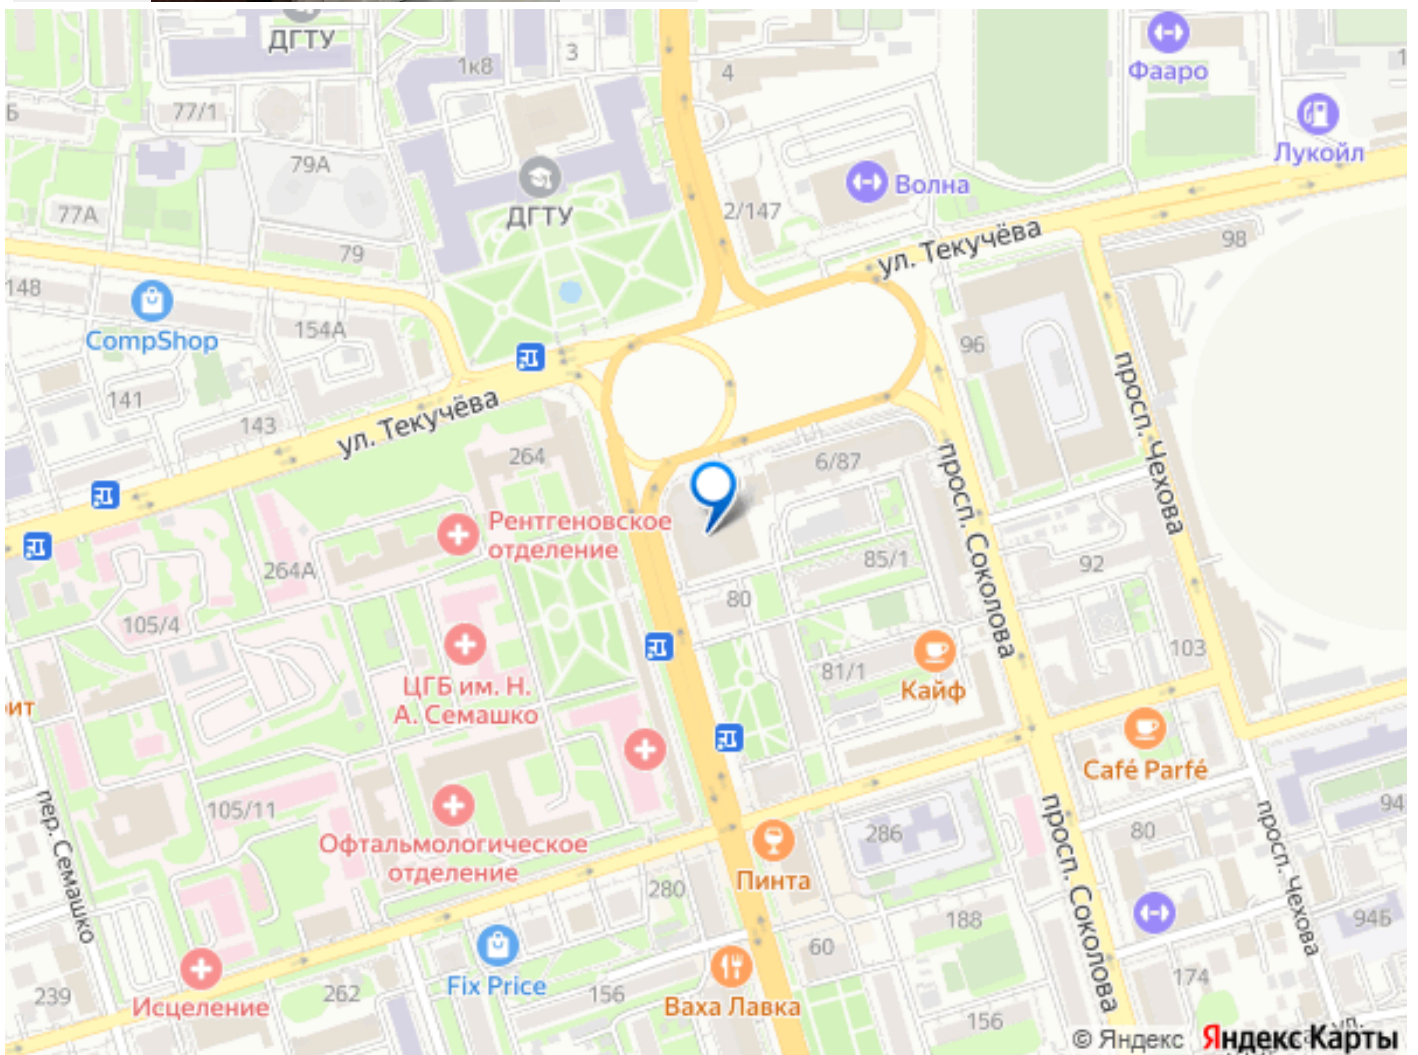 ДГТУ
3
1к8
4
Фааро
77/1
79А
Лукойл
ДГТУ
Волна
77А
2/147
79
98
ул. Текучёва
148
CompShop
154А
96
141
143
ул. Текучёва
просп. Чехова
264
6/87
просп. Соколова
Рентгеновское
отделение
264А
85/1
92
80
105/4
103
ЦГБ им. Н.
А. Семашко
81/1
Кайф
Café Parfé
пер. Семашко
105/11
286
80
94
Офтальмологическое
отделение
Пинта
просп. Соколова
просп. Чехова
280
188
94Б
60
Fix Price
174
239
Исцеление
262
156
Ваха Лавка
156
© Яндекс Яндекс Карты